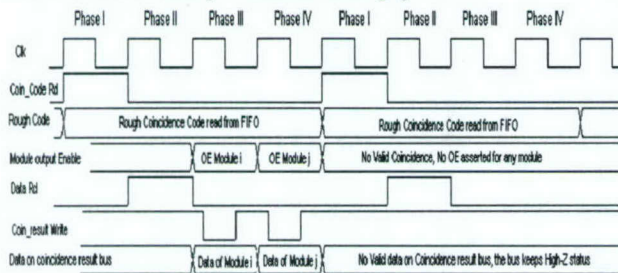 Phase I Phase II Phase III Phase IV Phase I Phase II Phase III Phase IV
Clk
Coin_Code Rd
Rough Code Rough Coincidence Code read from FIFO Rough Coincidence Code read from FIFO
Module output Enable OE Module i OE Module j No Valid Coincidence, No OE asserted for any module
Data Rd
Coin_result Write
Data on coincidence result bus Data of Module i Data of Module j No Valid data on Coincidence result bus, the bus keeps High-Z status